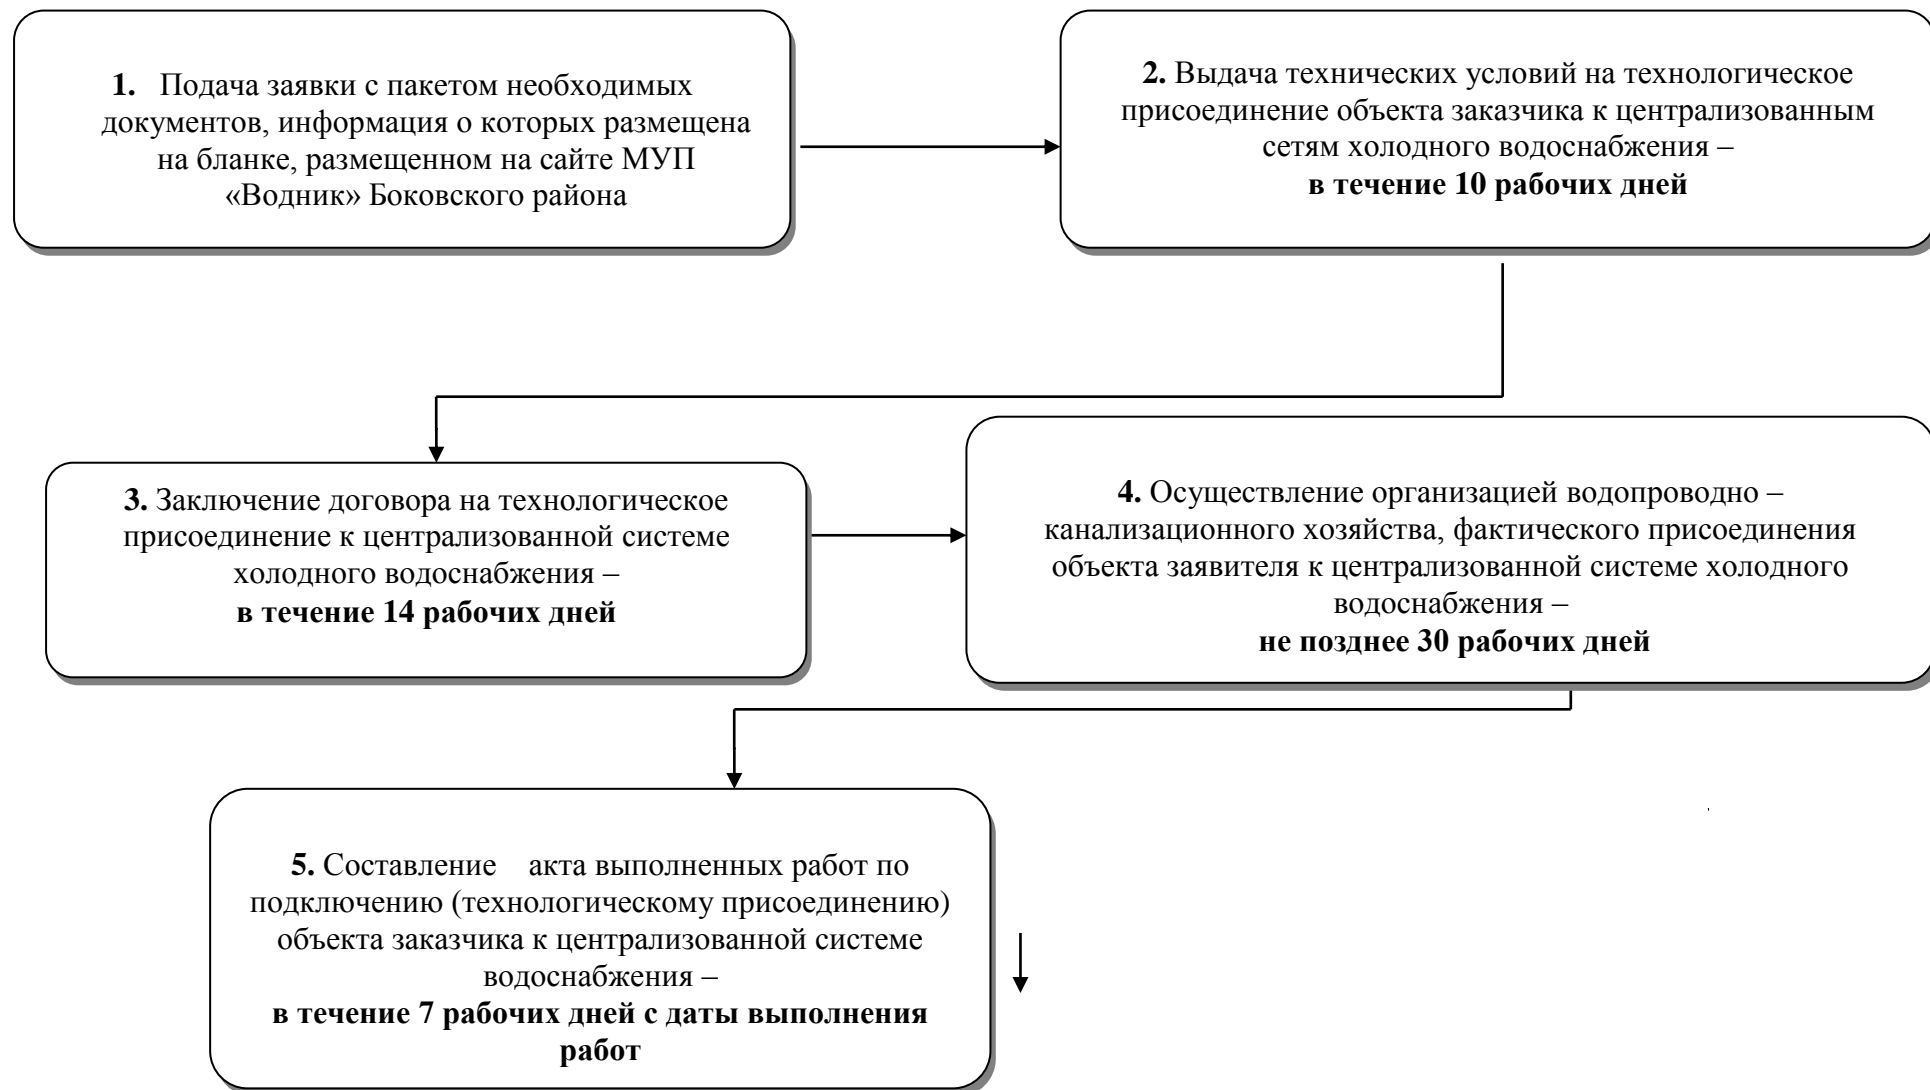 1. Подача заявки с пакетом необходимых
документов, информация о которых размещена
на бланке, размещенном на сайте МУП
«Водник» Боковского района
2. Выдача технических условий на технологическое
присоединение объекта заказчика к централизованным
сетям холодного водоснабжения –
в течение 10 рабочих дней
3. Заключение договора на технологическое
присоединение к централизованной системе
холодного водоснабжения –
в течение 14 рабочих дней
4. Осуществление организацией водопроводно –
канализационного хозяйства, фактического присоединения
объекта заявителя к централизованной системе холодного
водоснабжения –
не позднее 30 рабочих дней
5. Составление акта выполненных работ по
подключению (технологическому присоединению)
объекта заказчика к централизованной системе
водоснабжения –
в течение 7 рабочих дней с даты выполнения
работ